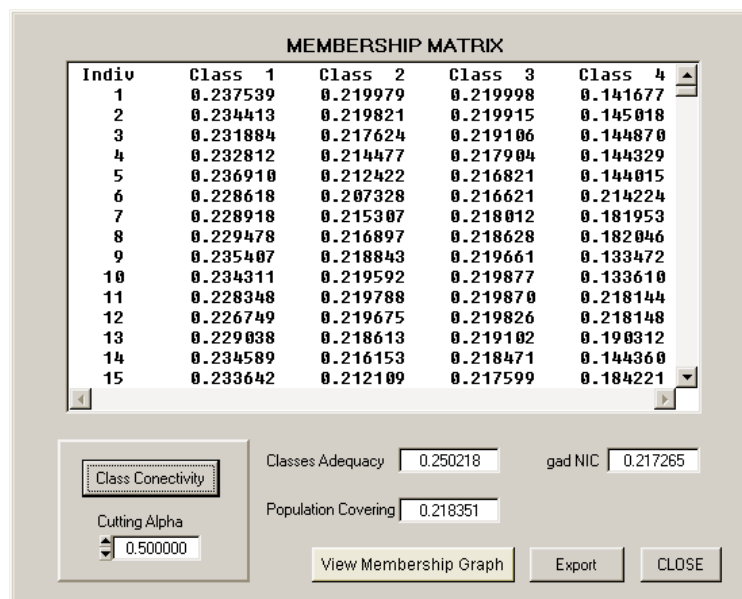 MEMBERSHIP MATRIX
Indiv Class 1 Class 2 Class 3 Class 4
1 0.237539 0.219979 0.219998 0.141677
2 0.234413 0.219821 0.219915 0.145018
3 0.231884 0.217624 0.219106 0.144870
4 0.232812 0.214477 0.217904 0.144329
5 0.236910 0.212422 0.216821 0.144015
6 0.228618 0.207328 0.216621 0.214224
7 0.228918 0.215307 0.218012 0.181953
8 0.229478 0.216897 0.218628 0.182046
9 0.235407 0.218843 0.219661 0.133472
10 0.234311 0.219592 0.219877 0.133610
11 0.228348 0.219788 0.219870 0.218144
12 0.226749 0.219675 0.219826 0.218148
13 0.229038 0.218613 0.219102 0.190312
14 0.234589 0.216153 0.218471 0.144360
15 0.233642 0.212109 0.217599 0.184221
Class Conectivity
Cutting Alpha
0.500000
Classes Adequacy 0.250218 gad NIC 0.217265
Population Covering 0.218351
View Membership Graph Export CLOSE